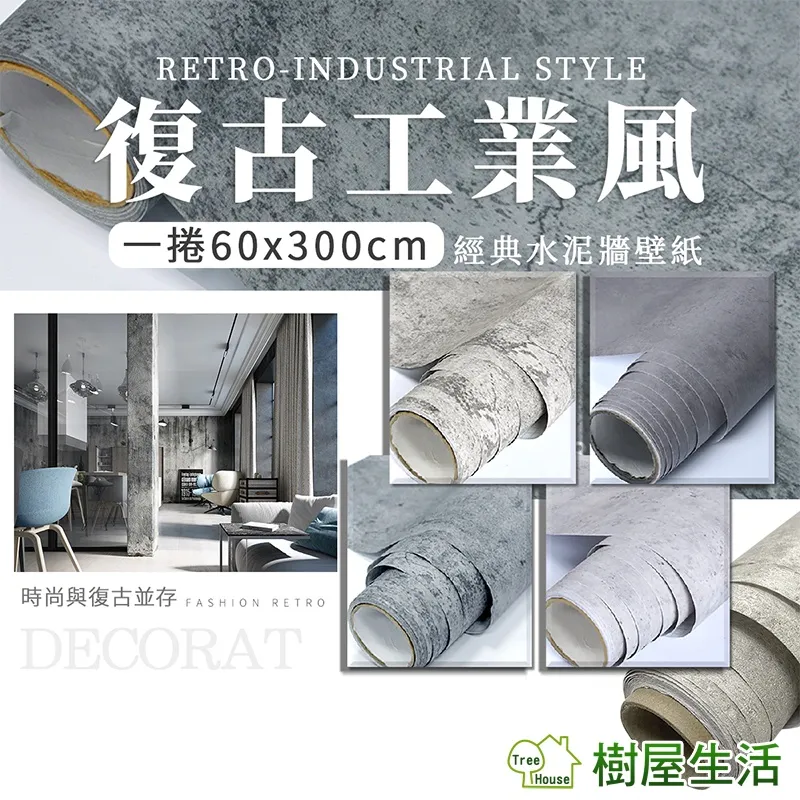 RETRO-INDUSTRIAL STYLE
復古工業風
一捲60x300cm 經典水泥牆壁紙
時尚與復古並存 FASHION RETRO
DECORAT
Tree
House
樹屋生活